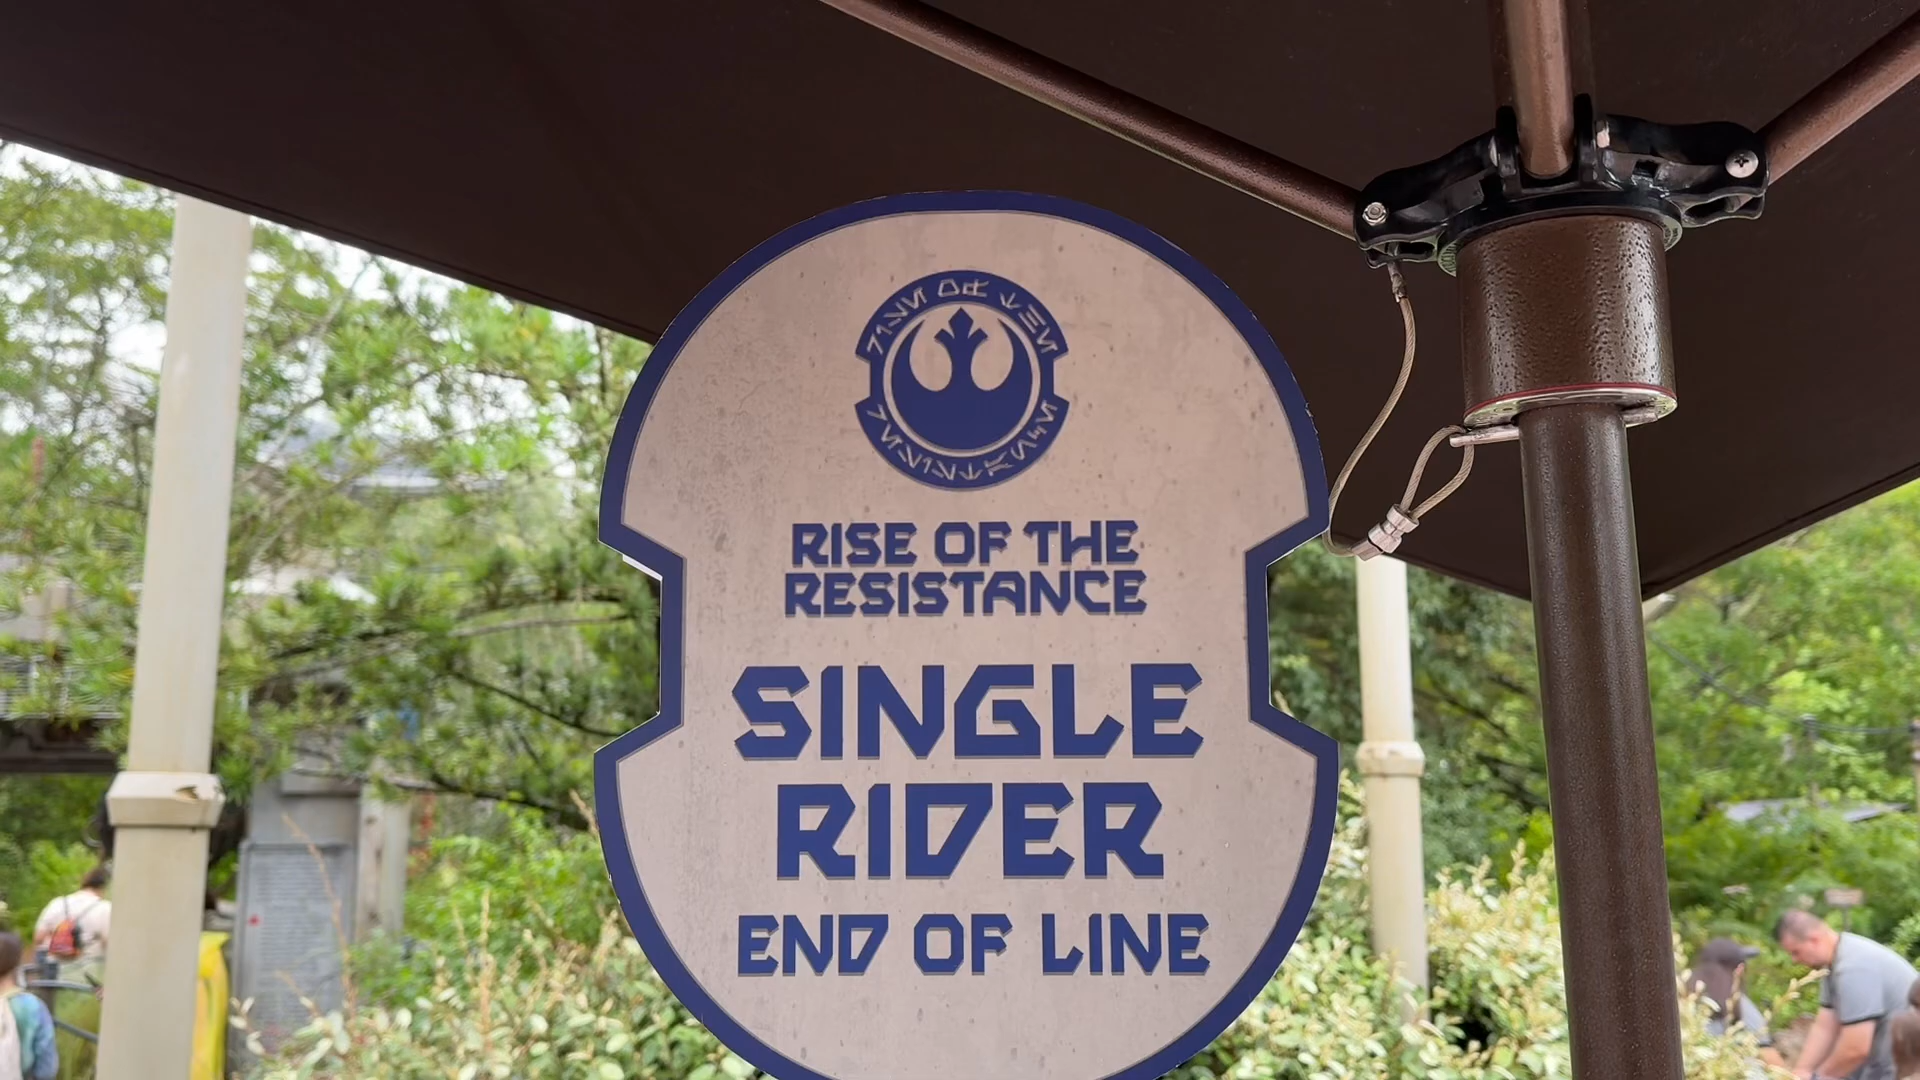 RISE OF THE
RESISTANCE
SINGLE
RIDER
END OF LINE